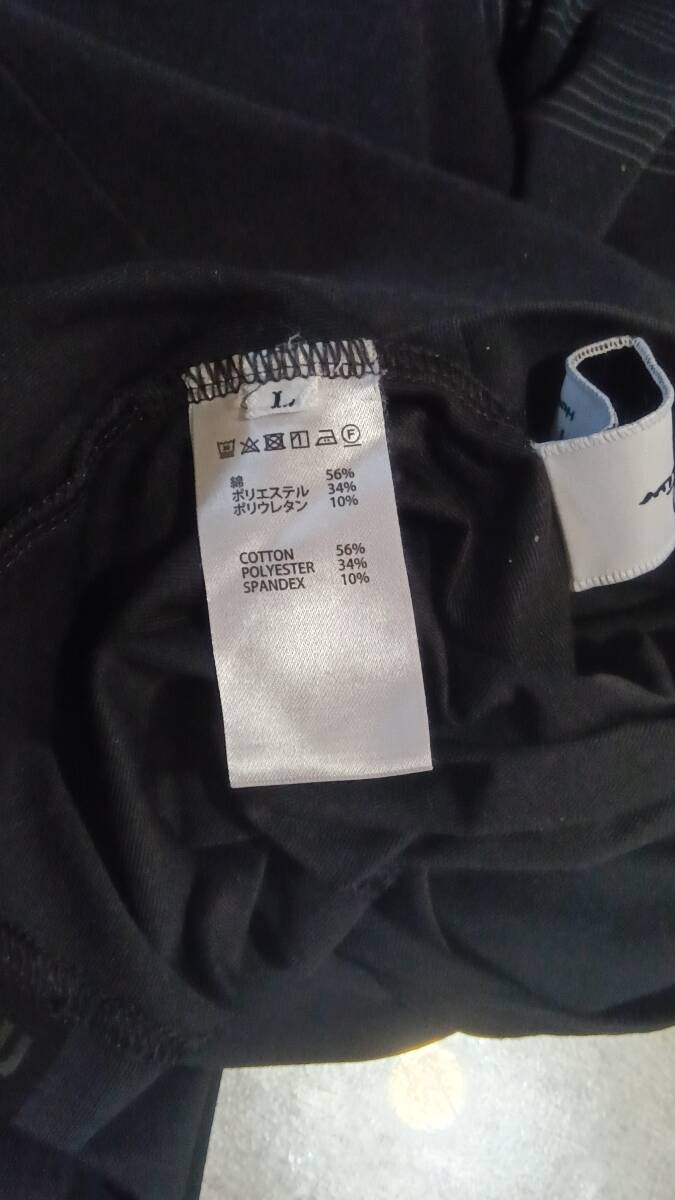 L
綿 56%
ポリエステル 34%
ポリウレタン 10%
COTTON 56%
POLYESTER 34%
SPANDEX 10%